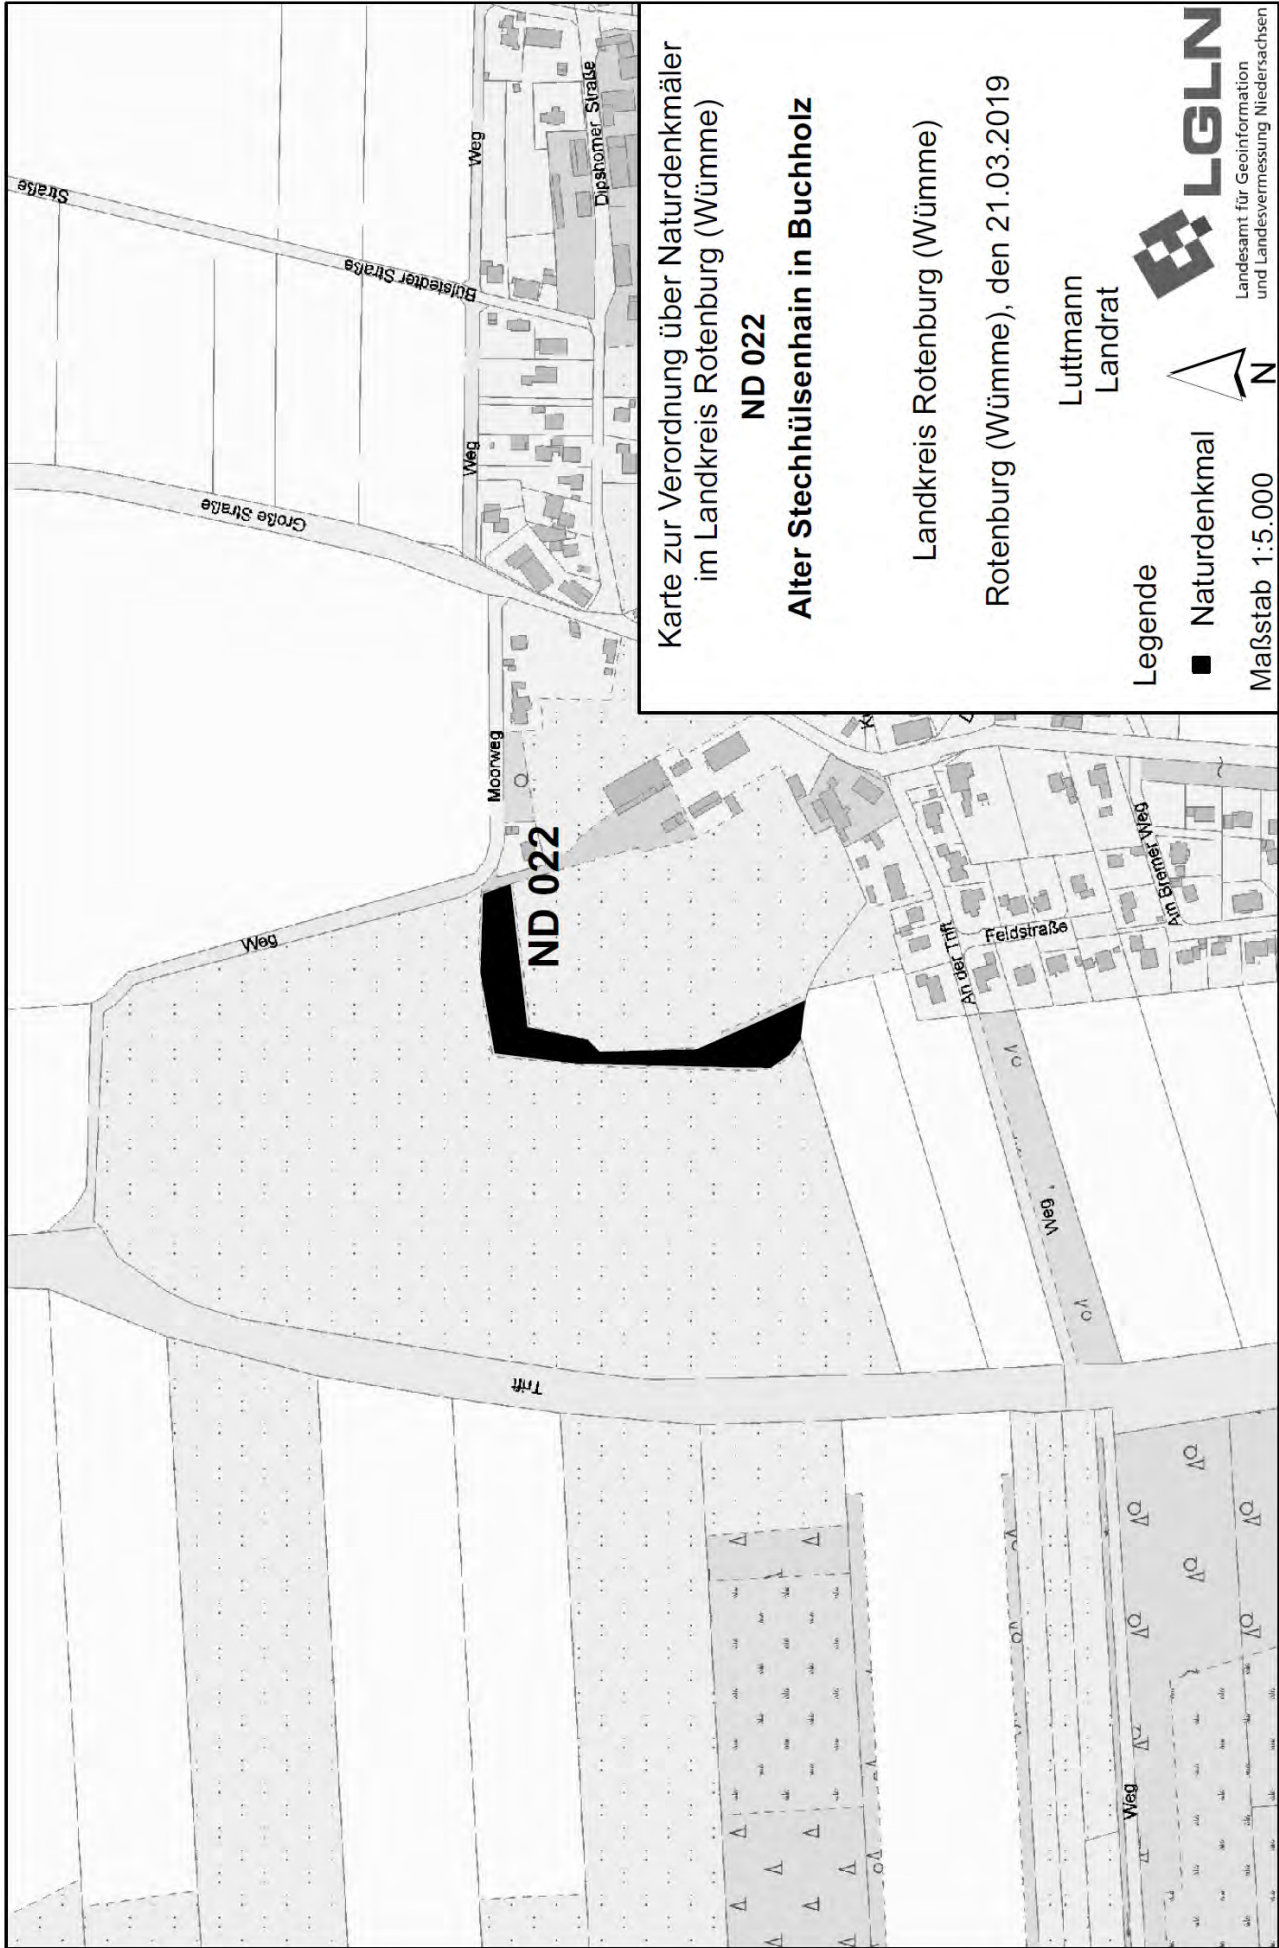 Karte zur Verordnung über Naturdenkmäler
im Landkreis Rotenburg (Wümme)
ND 022
Alter Stechhülsenhain in Buchholz
Landkreis Rotenburg (Wümme)
Rotenburg (Wümme), den 21.03.2019
Luttmann
Landrat
Legende
Naturdenkmal
Maßstab 1:5.000
N
LGLN
Landesamt für Geoinformation
und Landesvermessung Niedersachsen
Straße
Bülstedter Straße
Weg
Dipshorner Straße
Weg
Große Straße
Moorweg
ND 022
Weg
Trift
An der Trift
Feldstraße
Am Bremer Weg
Weg
Weg